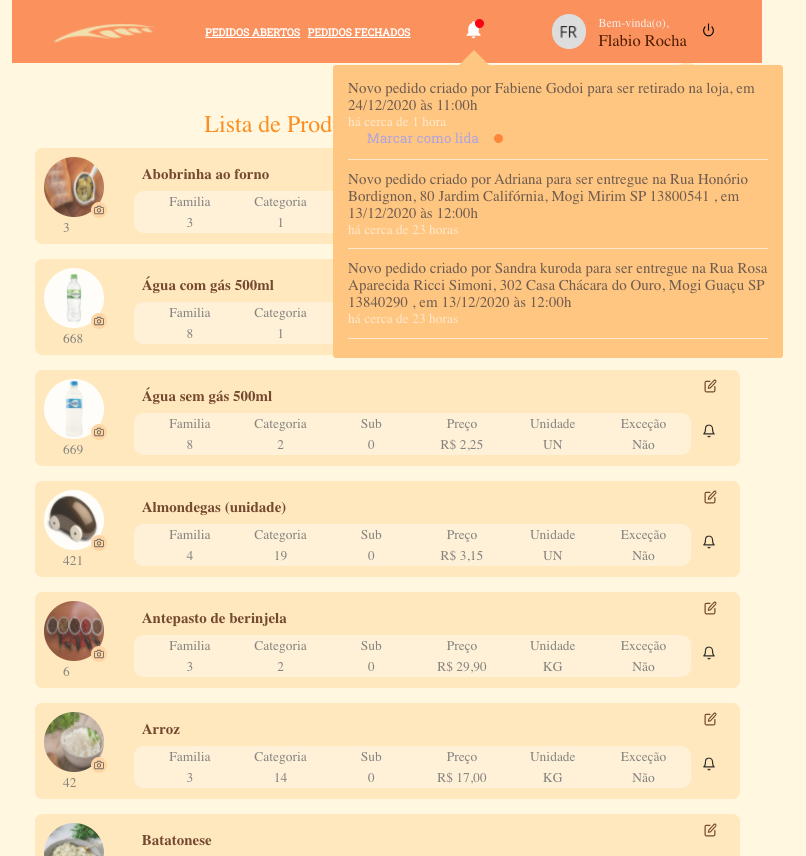 PEDIDOS ABERTOS PEDIDOS FECHADOS
FR
Bem-vinda(o),
Flabio Rocha
Novo pedido criado por Fabiene Godoi para ser retirado na loja, em
24/12/2020 às 11:00h
há cerca de 1 hora
Marcar como lida
Novo pedido criado por Adriana para ser entregue na Rua Honório
Bordignon, 80 Jardim Califórnia, Mogi Mirim SP 13800541 , em
13/12/2020 às 12:00h
há cerca de 23 horas
Novo pedido criado por Sandra kuroda para ser entregue na Rua Rosa
Aparecida Ricci Simoni, 302 Casa Chácara do Ouro, Mogi Guaçu SP
13840290 , em 13/12/2020 às 12:00h
há cerca de 23 horas
Lista de Prod
Abobrinha ao forno
Familia Categoria
3 1
3
Água com gás 500ml
Familia Categoria
8 1
668
Água sem gás 500ml
Familia Categoria Sub Preço Unidade Exceção
8 2 0 R$ 2,25 UN Não
669
Almondegas (unidade)
Familia Categoria Sub Preço Unidade Exceção
4 19 0 R$ 3,15 UN Não
421
Antepasto de berinjela
Familia Categoria Sub Preço Unidade Exceção
3 2 0 R$ 29,90 KG Não
6
Arroz
Familia Categoria Sub Preço Unidade Exceção
3 14 0 R$ 17,00 KG Não
42
Batatonese